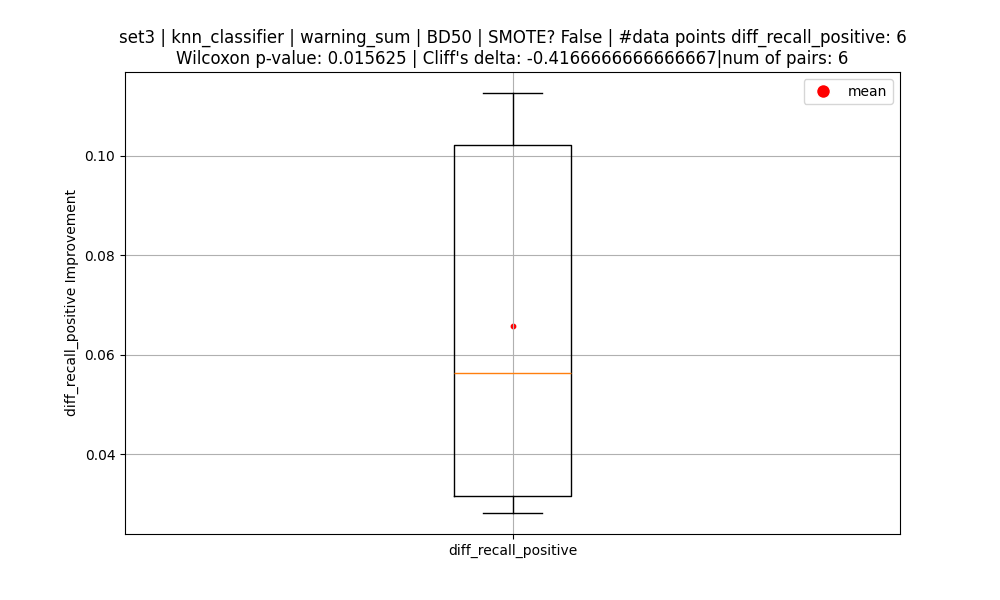 set3 | knn_classifier | warning_sum | BD50 | SMOTE? False | #data points diff_recall_positive: 6
Wilcoxon p-value: 0.015625 | Cliff's delta: -0.4166666666666667|num of pairs: 6
mean
0.10
0.08
0.06
0.04
diff_recall_positive Improvement
diff_recall_positive